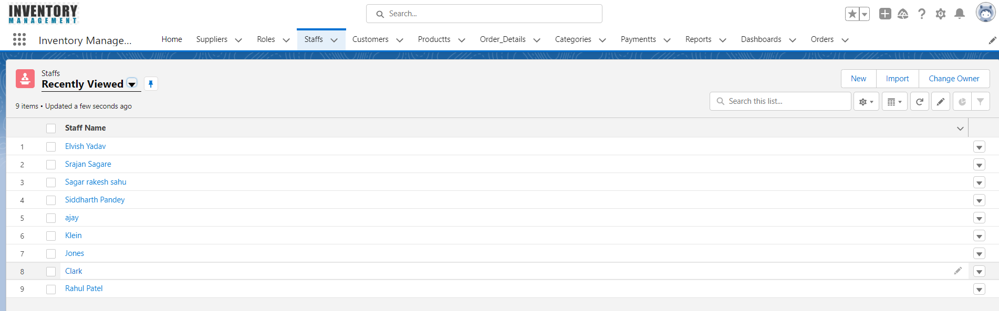 INVENTORY
MANAGEMENT
Search...
Inventory Manage...
Home Suppliers Roles Staffs Customers Productts Order_Details Categories Paymentts Reports Dashboards Orders
Staffs
Recently Viewed
New Import Change Owner
9 items • Updated a few seconds ago
Search this list...
Staff Name
1 Elvish Yadav
2 Srajan Sagare
3 Sagar rakesh sahu
4 Siddharth Pandey
5 ajay
6 Klein
7 Jones
8 Clark
9 Rahul Patel